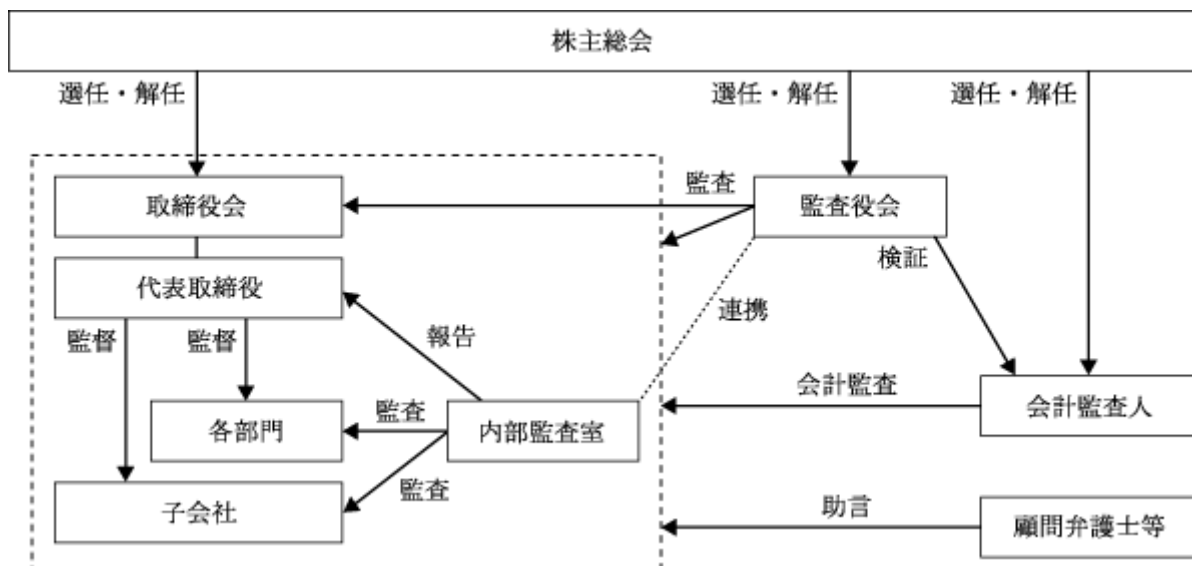 株主総会
選任・解任
選任・解任
選任・解任
取締役会
監査
監査役会
検証
代表取締役
連携
監督
監督
報告
会計監査
会計監査人
各部門
監査
内部監査室
監査
子会社
助言
顧問弁護士等